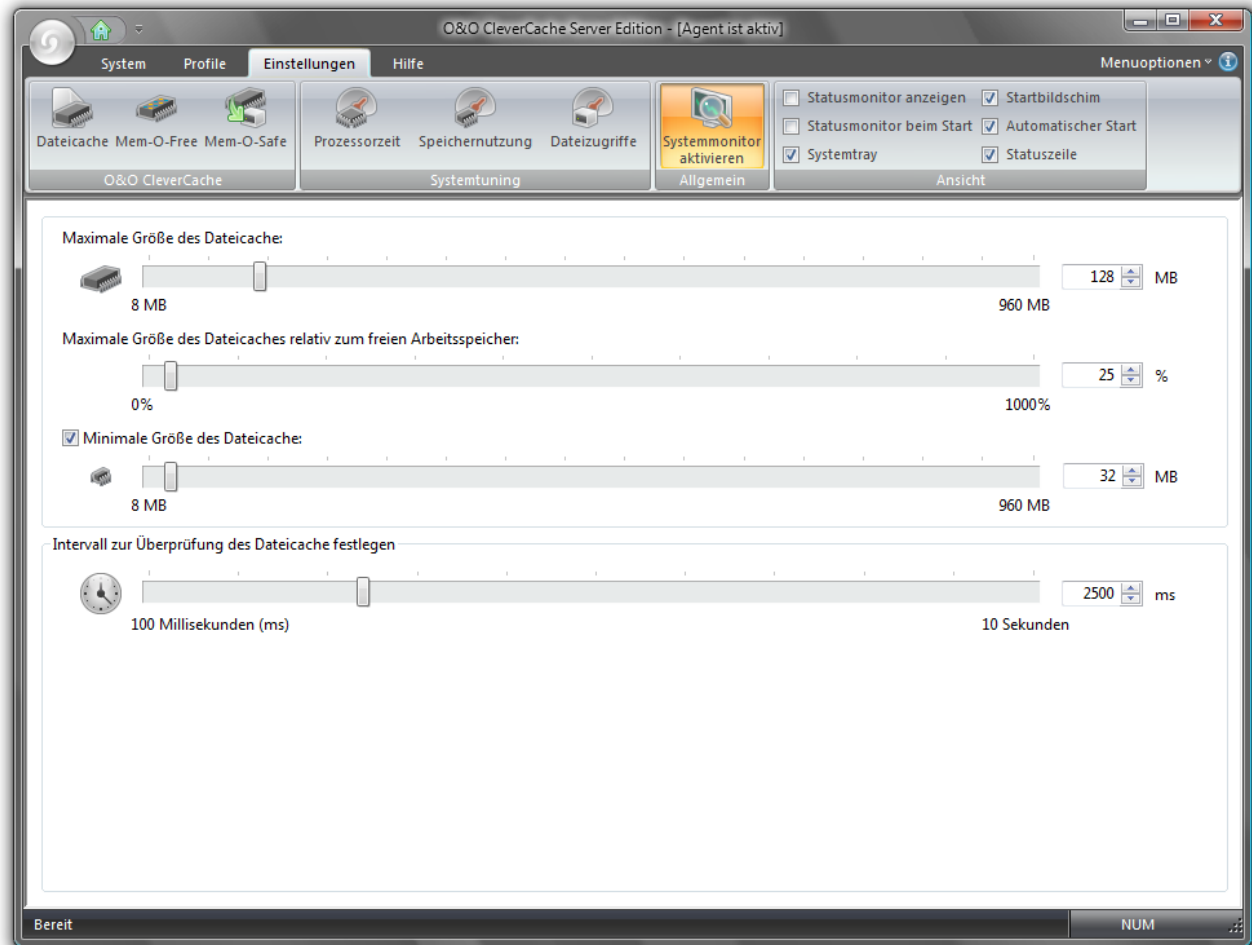 O&O CleverCache Server Edition - [Agent ist aktiv]
System Profile Einstellungen Hilfe Menuoptionen
Dateicache Mem-O-Free Mem-O-Safe
O&O CleverCache
Prozessorzeit Speichernutzung Dateizugriffe
Systemtuning
Systemmonitor
aktivieren
Allgemein
Statusmonitor anzeigen Startbildschim
Statusmonitor beim Start Automatischer Start
Systemtray Statuszeile
Ansicht
Maximale Größe des Dateicache:
128 MB
8 MB 960 MB
Maximale Größe des Dateicaches relativ zum freien Arbeitsspeicher:
25 %
0% 1000%
Minimale Größe des Dateicache:
32 MB
8 MB 960 MB
Intervall zur Überprüfung des Dateicache festlegen
2500 ms
100 Millisekunden (ms) 10 Sekunden
Bereit NUM